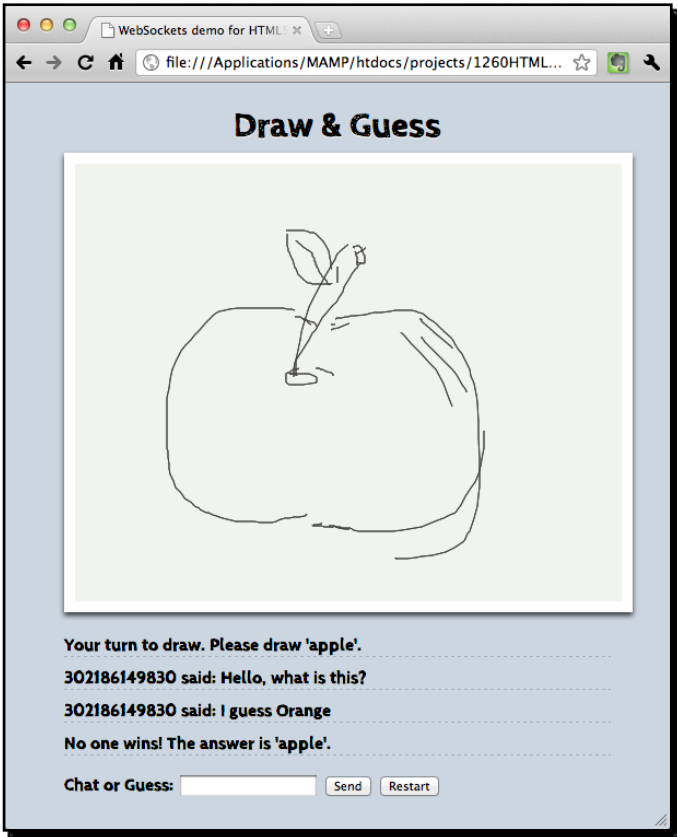 WebSockets demo for HTML5
file:///Applications/MAMP/htdocs/projects/1260HTML...
Draw & Guess
Your turn to draw. Please draw 'apple'.
302186149830 said: Hello, what is this?
302186149830 said: I guess Orange
No one wins! The answer is 'apple'.
Chat or Guess: Send Restart